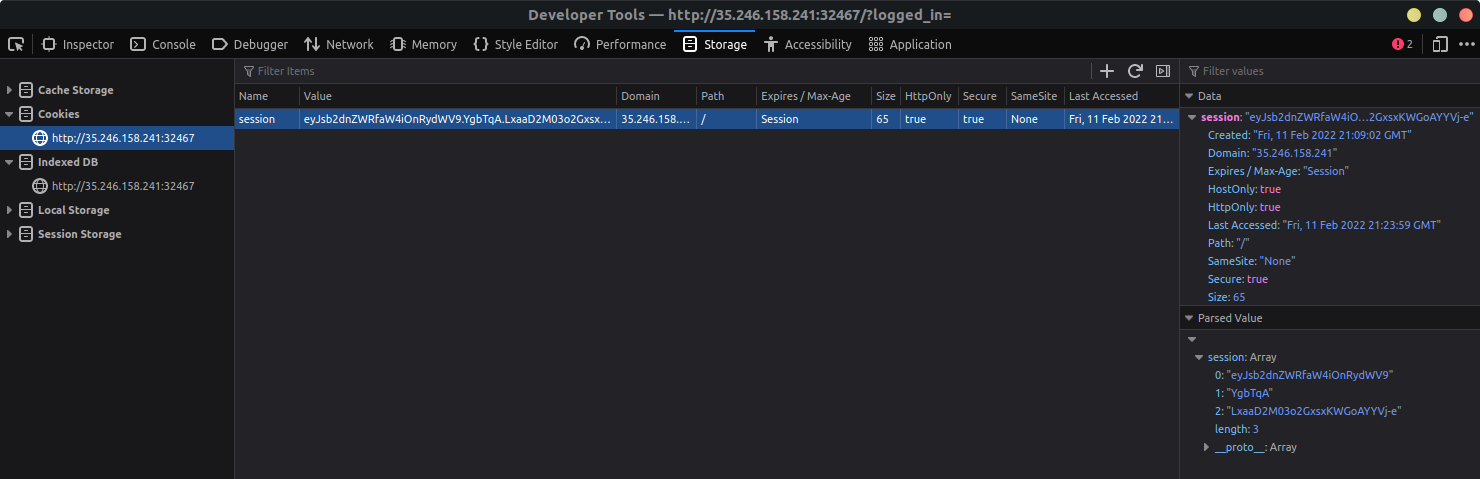 Developer Tools — http://35.246.158.241:32467/?logged_in=
Inspector Console Debugger Network Memory Style Editor Performance Storage Accessibility Application 2
Filter Items
Filter values
Cache Storage
Cookies
http://35.246.158.241:32467
Indexed DB
http://35.246.158.241:32467
Local Storage
Session Storage
Name Value Domain Path Expires / Max-Age Size HttpOnly Secure SameSite Last Accessed
session eyJsb2dnZWRfaW4iOnRydWV9.YgbTqA.LxaaD2M03o2Gxsx... 35.246.158.... / Session 65 true true None Fri, 11 Feb 2022 21...
Data
session: "eyJsb2dnZWRfaW4iO...2GxsxKWGoAYYVj-e"
Created: "Fri, 11 Feb 2022 21:09:02 GMT"
Domain: "35.246.158.241"
Expires / Max-Age: "Session"
HostOnly: true
HttpOnly: true
Last Accessed: "Fri, 11 Feb 2022 21:23:59 GMT"
Path: "/"
SameSite: "None"
Secure: true
Size: 65
Parsed Value
session: Array
0: "eyJsb2dnZWRfaW4iOnRydWV9"
1: "YgbTqA"
2: "LxaaD2M03o2GxsxKWGoAYYVj-e"
length: 3
__proto__: Array